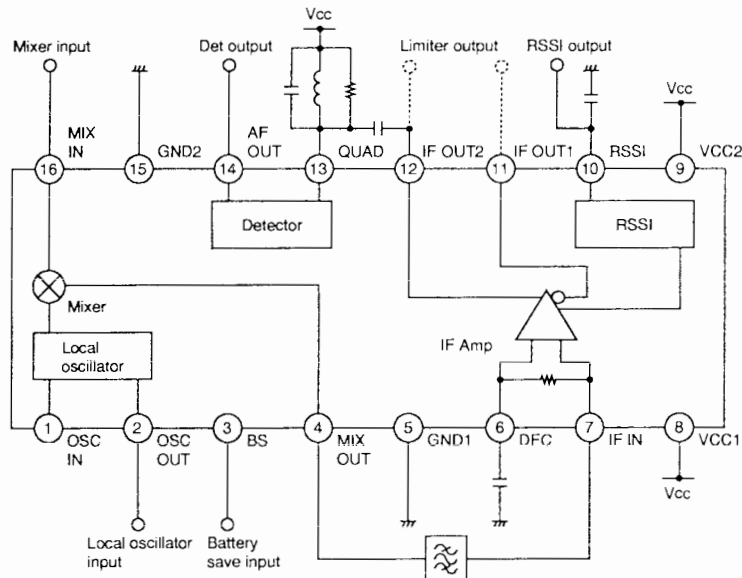 Vcc
Mixer input
Det output
Limiter output
RSSI output
Vcc
MIX
IN
GND2
AF
OUT
QUAD
IF OUT2
IF OUT1
RSSI
VCC2
16
15
14
13
12
11
10
9
Detector
RSSI
Mixer
Local
oscillator
IF Amp
1
2
3
4
5
6
7
8
OSC
IN
OSC
OUT
BS
MIX
OUT
GND1
DEC
IF IN
VCC1
Vcc
Local oscillator
input
Battery
save input